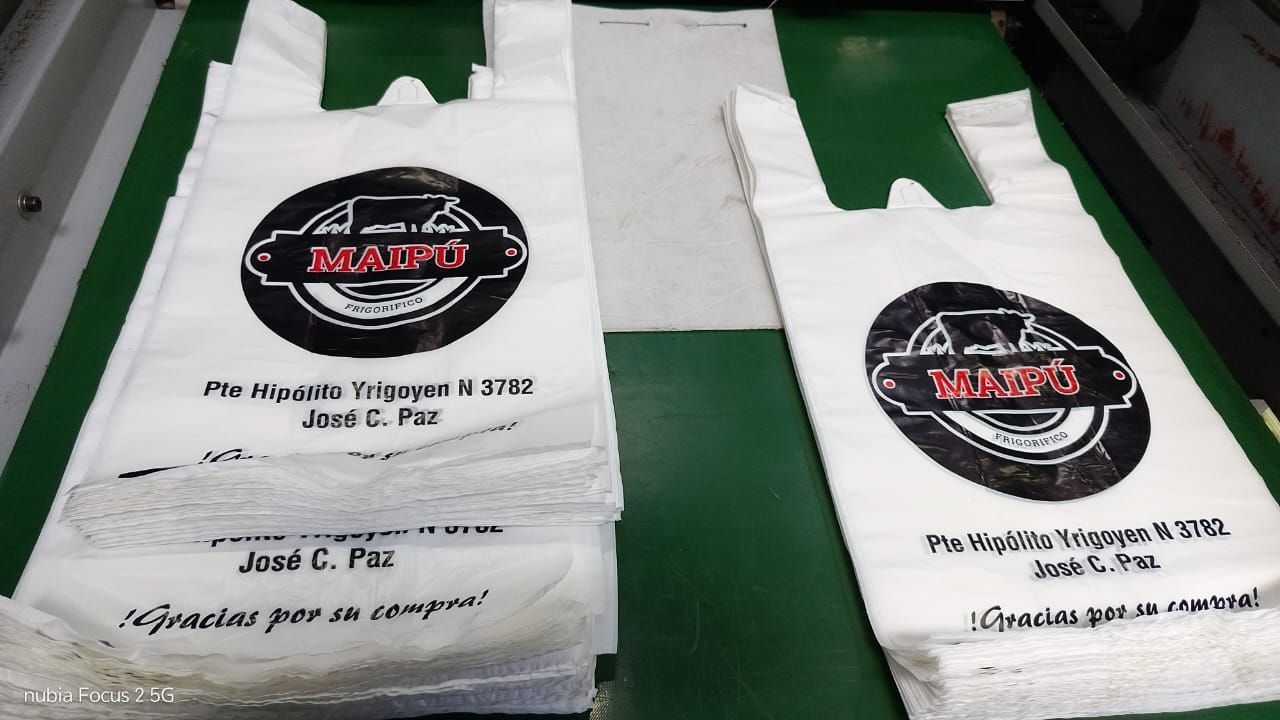 MAIPÚ
FRIGORIFICO
Pte Hipólito Yrigoyen N 3782
José C. Paz
José C. Paz
!Gracias por su compra!
MAIPÚ
FRIGORIFICO
Pte Hipólito Yrigoyen N 3782
José C. Paz
!Gracias por su compra!
nubia Focus 2 5G